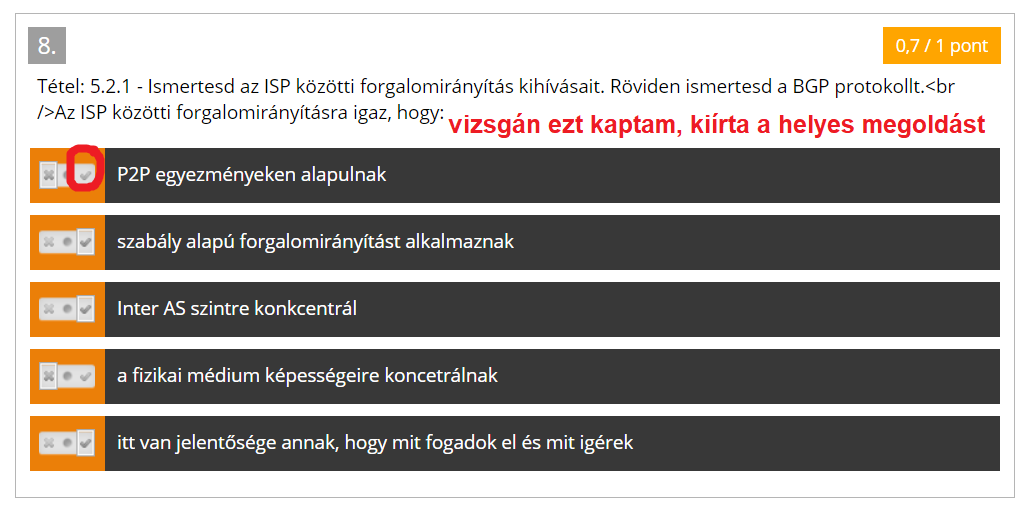 8.
0,7 / 1 pont
Tétel: 5.2.1 - Ismertesd az ISP közötti forgalomirányítás kihívásait. Röviden ismertesd a BGP protokollt.<br
/>Az ISP közötti forgalomirányításra igaz, hogy:
vizsgán ezt kaptam, kiírta a helyes megoldást
P2P egyezményeken alapulnak
szabály alapú forgalomirányítást alkalmaznak
Inter AS szintre konkcentrál
a fizikai médium képességeire koncetrálnak
itt van jelentősége annak, hogy mit fogadok el és mit igérek